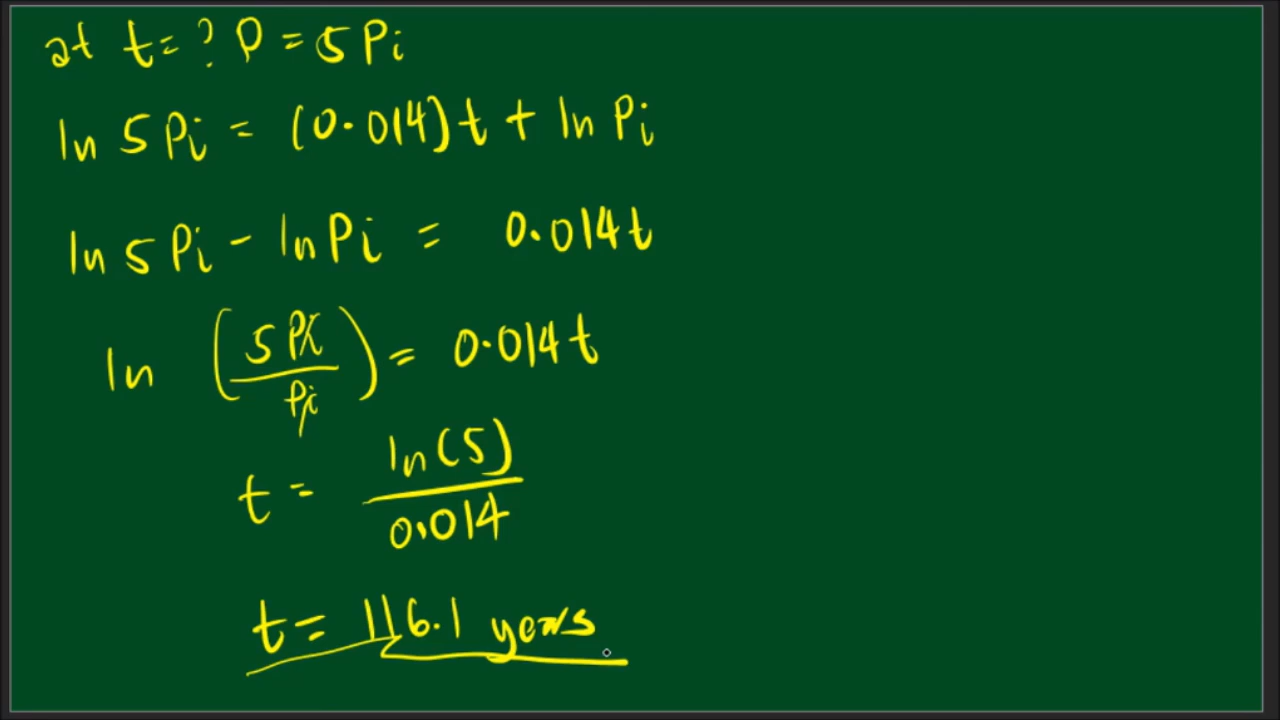 at t = ? P = 5Pi
ln 5Pi = (0.014)t + ln Pi
ln 5Pi - ln Pi = 0.014t
ln (5Pi/Pi) = 0.014t
t = ln(5)/0.014
t = 116.1 years